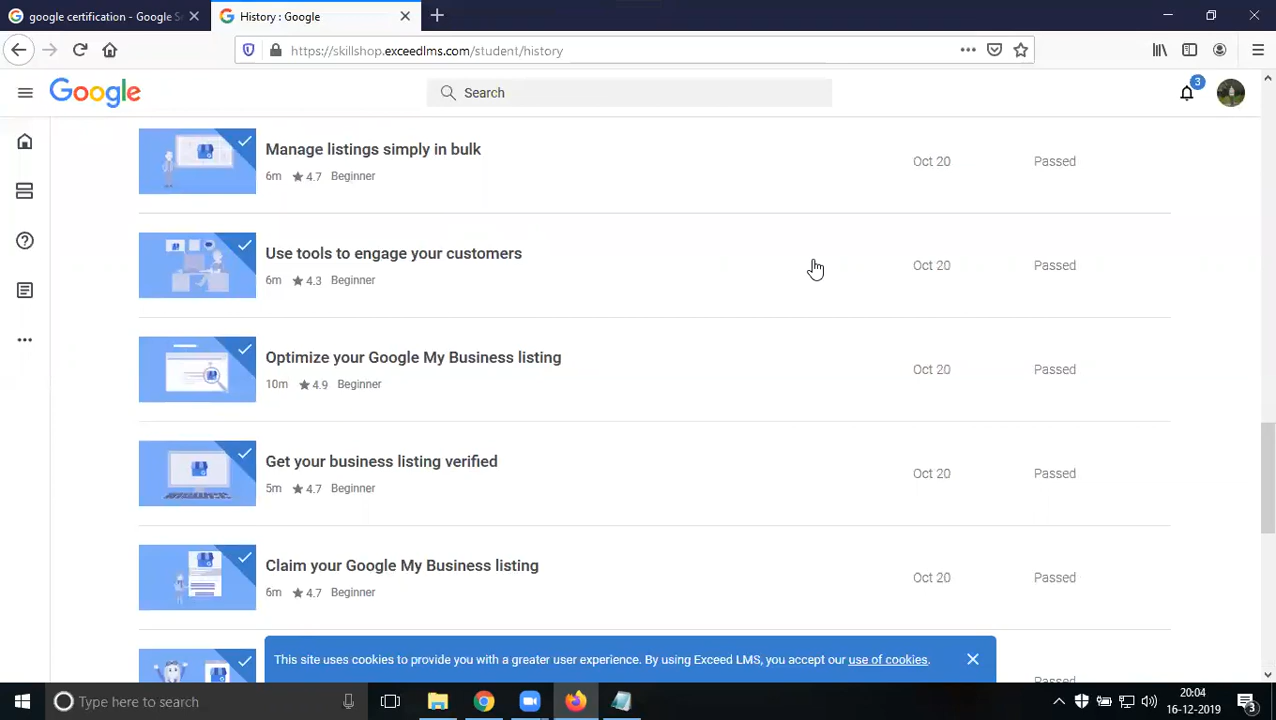 google certification - Google S
History : Google
https://skillshop.exceedlms.com/student/history
Google
Search
3
Manage listings simply in bulk
6m 4.7 Beginner
Oct 20
Passed
Use tools to engage your customers
6m 4.3 Beginner
Oct 20
Passed
Optimize your Google My Business listing
10m 4.9 Beginner
Oct 20
Passed
Get your business listing verified
5m 4.7 Beginner
Oct 20
Passed
Claim your Google My Business listing
6m 4.7 Beginner
Oct 20
Passed
This site uses cookies to provide you with a greater user experience. By using Exceed LMS, you accept our use of cookies.
Type here to search
20:04
16-12-2019
3